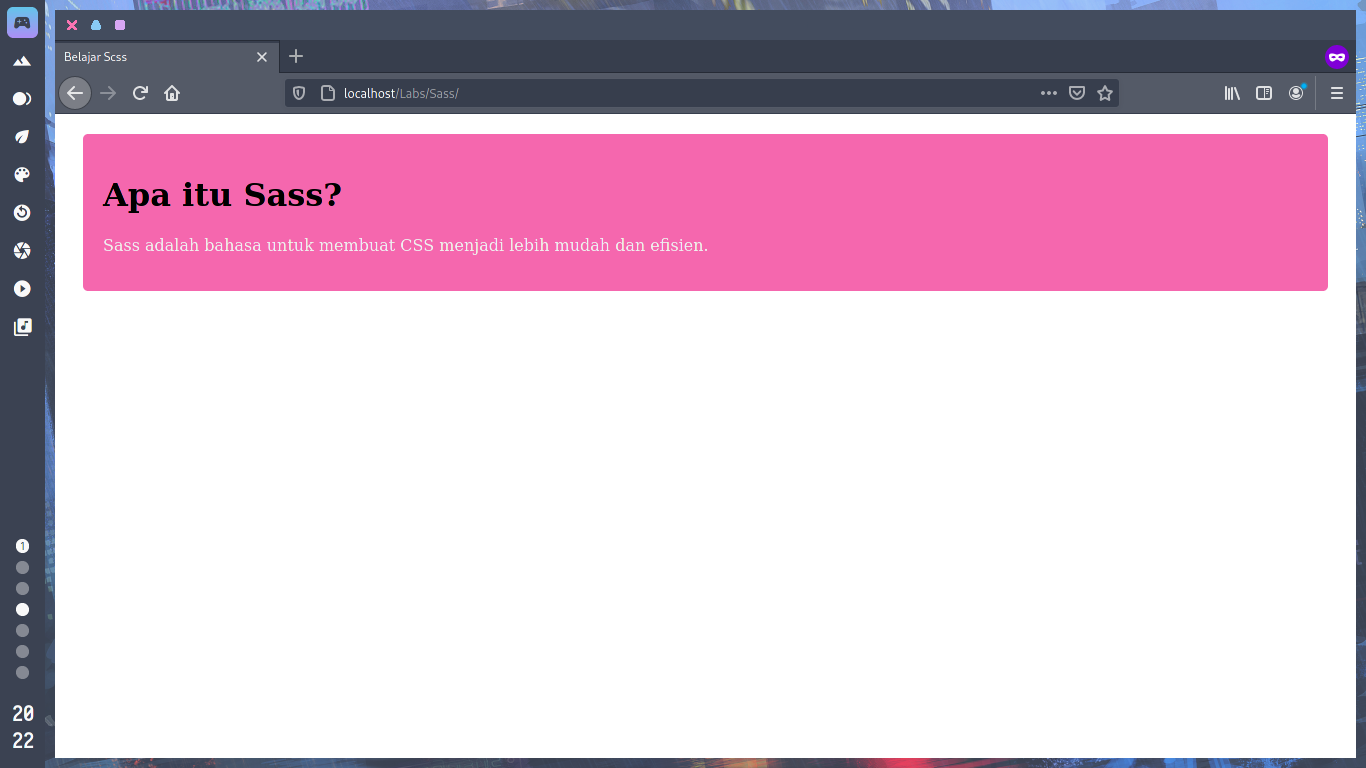 Belajar Scss
localhost/Labs/Sass/
Apa itu Sass?
Sass adalah bahasa untuk membuat CSS menjadi lebih mudah dan efisien.
1
20
22